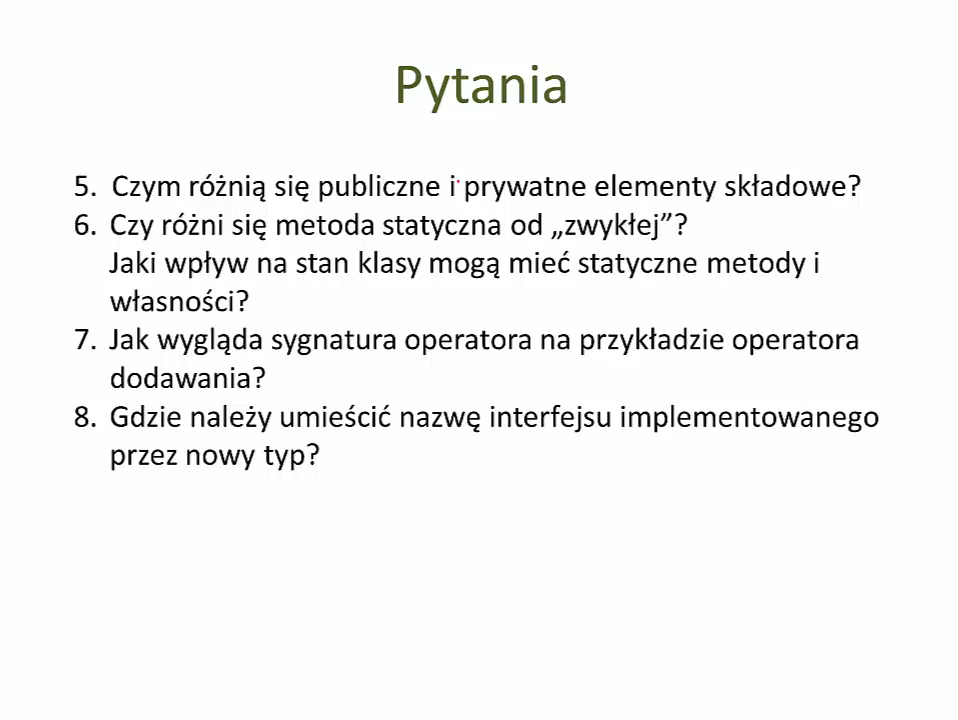 Pytania
5. Czym różnią się publiczne i prywatne elementy składowe?
6. Czy różni się metoda statyczna od „zwykłej”?
Jaki wpływ na stan klasy mogą mieć statyczne metody i
własności?
7. Jak wygląda sygnatura operatora na przykładzie operatora
dodawania?
8. Gdzie należy umieścić nazwę interfejsu implementowanego
przez nowy typ?